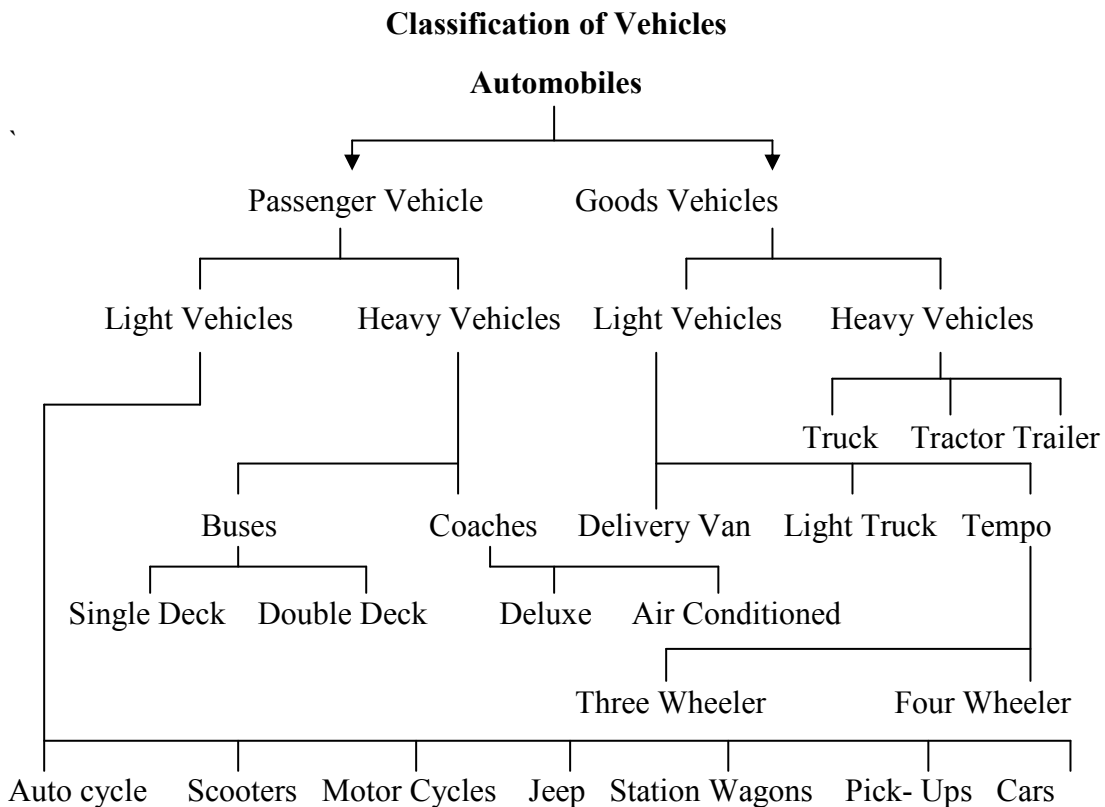 Classification of Vehicles
Automobiles
`
Passenger Vehicle Goods Vehicles
Light Vehicles Heavy Vehicles Light Vehicles Heavy Vehicles
Truck Tractor Trailer
Buses Coaches Delivery Van Light Truck Tempo
Single Deck Double Deck Deluxe Air Conditioned
Three Wheeler Four Wheeler
Auto cycle Scooters Motor Cycles Jeep Station Wagons Pick- Ups Cars